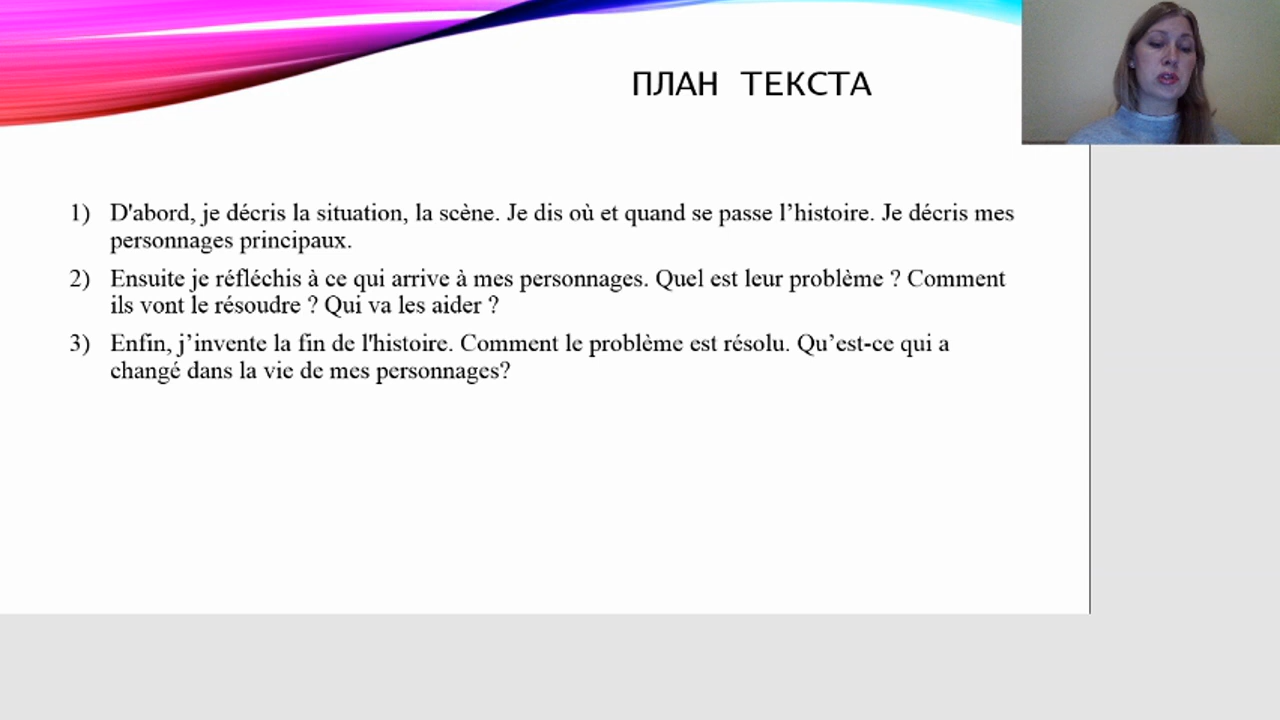 ПЛАН ТЕКСТА
1) D'abord, je décris la situation, la scène. Je dis où et quand se passe l’histoire. Je décris mes
personnages principaux.
2) Ensuite je réfléchis à ce qui arrive à mes personnages. Quel est leur problème ? Comment
ils vont le résoudre ? Qui va les aider ?
3) Enfin, j’invente la fin de l'histoire. Comment le problème est résolu. Qu’est-ce qui a
changé dans la vie de mes personnages?